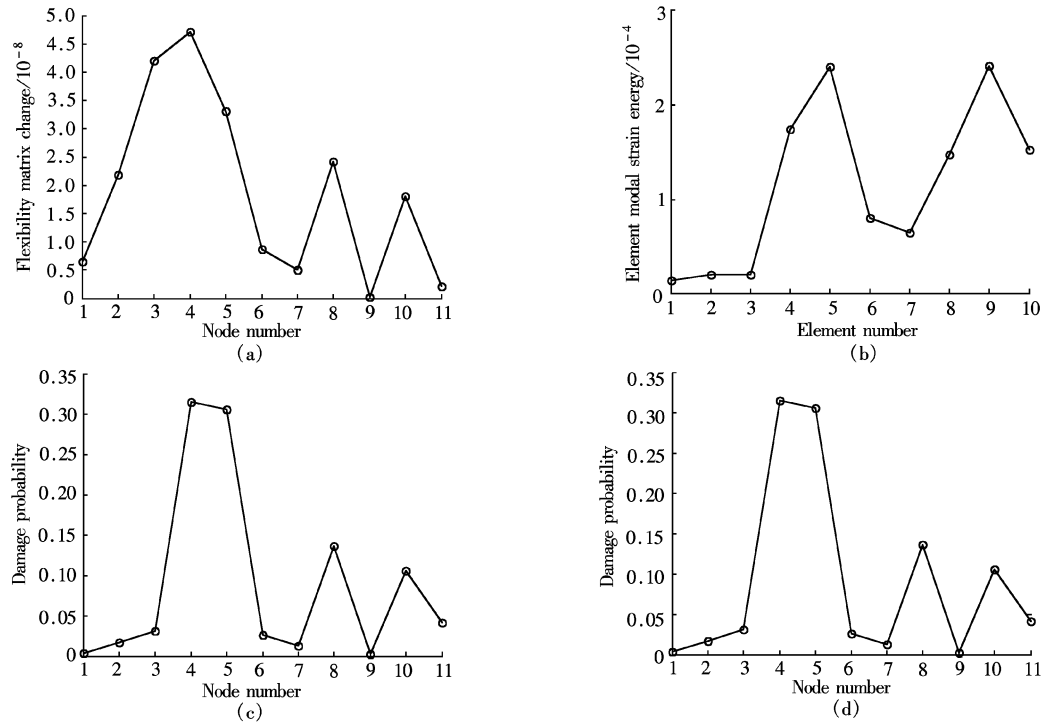 Flexibility matrix change/10⁻⁸
5.0
4.5
4.0
3.5
3.0
2.5
2.0
1.5
1.0
0.5
0
1 2 3 4 5 6 7 8 9 10 11
Node number
(a)
Element modal strain energy/10⁻⁴
3
2
1
0
1 2 3 4 5 6 7 8 9 10
Element number
(b)
Damage probability
0.35
0.30
0.25
0.20
0.15
0.10
0.05
0
1 2 3 4 5 6 7 8 9 10 11
Node number
(c)
Damage probability
0.35
0.30
0.25
0.20
0.15
0.10
0.05
0
1 2 3 4 5 6 7 8 9 10 11
Node number
(d)